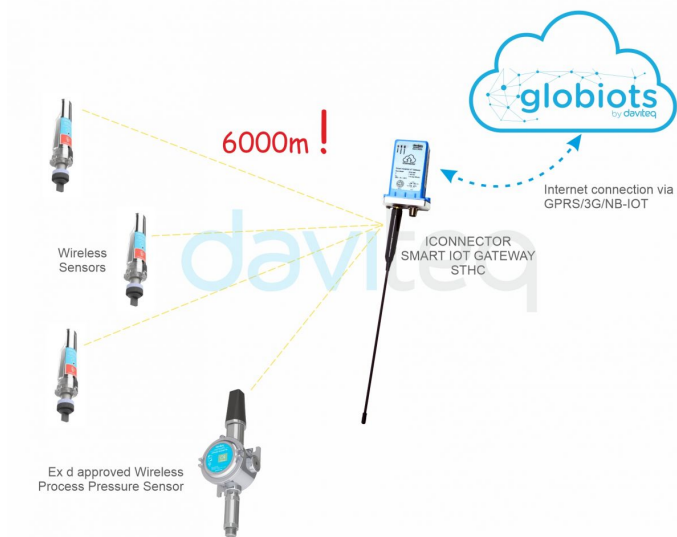 globiots
by daviteq
6000m!
Internet connection via
GPRS/3G/NB-IOT
ICONNECTOR
SMART IOT GATEWAY
STHC
Wireless
Sensors
daviteq
Ex d approved Wireless
Process Pressure Sensor